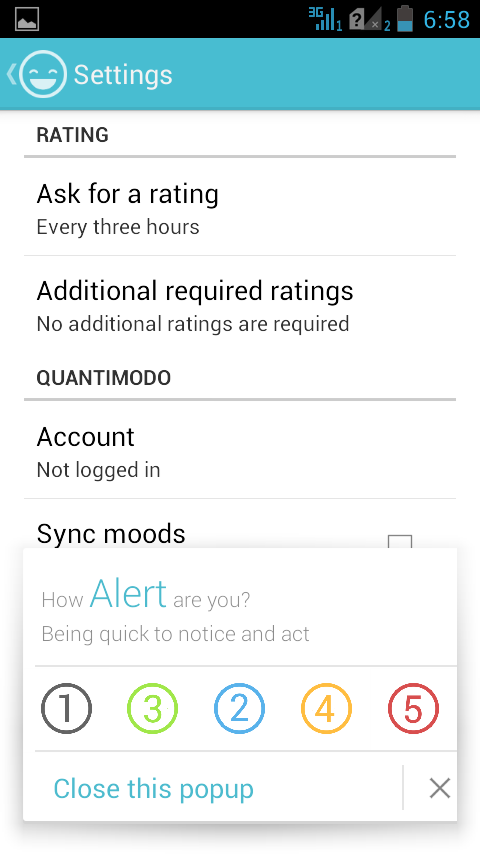 3G 1 ? 2 6:58
Settings
RATING
Ask for a rating
Every three hours
Additional required ratings
No additional ratings are required
QUANTIMODO
Account
Not logged in
Sync moods
How Alert are you?
Being quick to notice and act
1 3 2 4 5
Close this popup